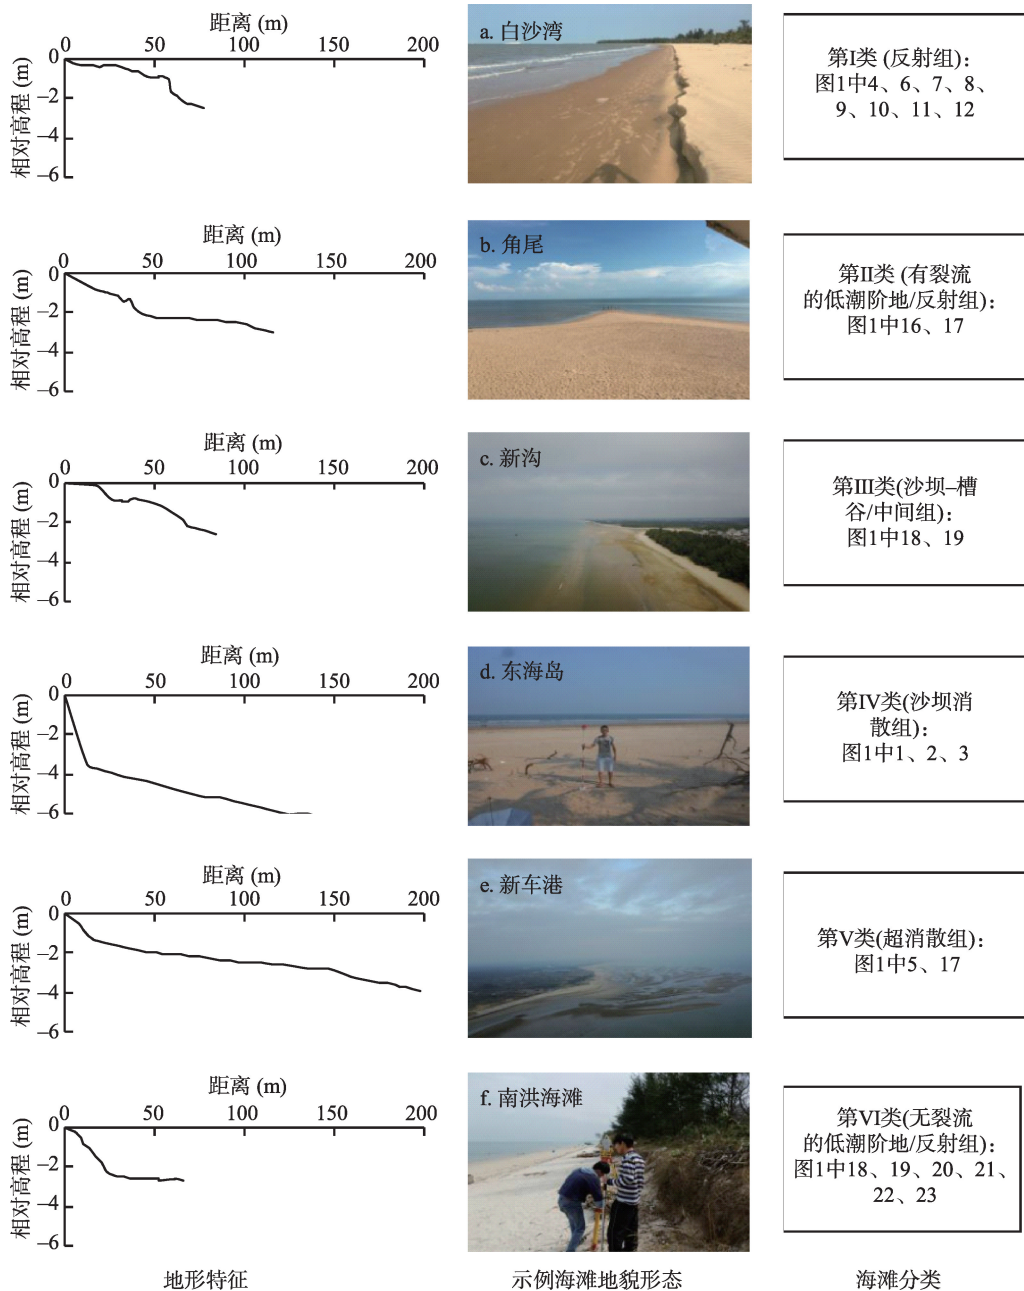 距离 (m)
0 50 100 150 200
相对高程 (m)
0
−2
−4
−6
a. 白沙湾
第I类 (反射组)：
图1中4、6、7、8、
9、10、11、12
距离 (m)
0 50 100 150 200
相对高程 (m)
0
−2
−4
−6
b. 角尾
第II类 (有裂流
的低潮阶地/反射组)：
图1中16、17
距离 (m)
0 50 100 150 200
相对高程 (m)
0
−2
−4
−6
c. 新沟
第III类(沙坝–槽
谷/中间组)：
图1中18、19
距离 (m)
0 50 100 150 200
相对高程 (m)
0
−2
−4
−6
d. 东海岛
第IV类(沙坝消
散组)：
图1中1、2、3
距离 (m)
0 50 100 150 200
相对高程 (m)
0
−2
−4
−6
e. 新车港
第V类(超消散组)：
图1中5、17
距离 (m)
0 50 100 150 200
相对高程 (m)
0
−2
−4
−6
f. 南洪海滩
第VI类(无裂流
的低潮阶地/反射组)：
图1中18、19、20、21、
22、23
地形特征
示例海滩地貌形态
海滩分类